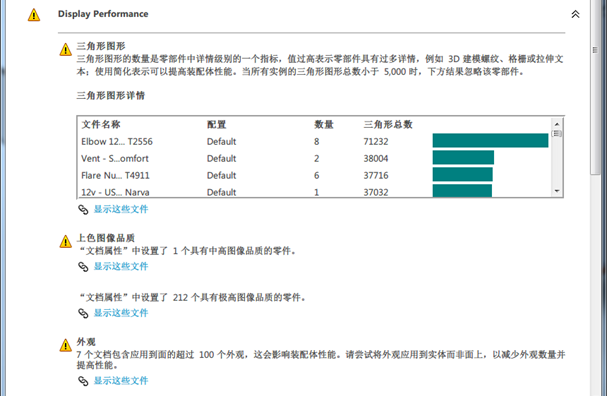 Display Performance
三角形图形
三角形图形的数量是零部件中详情级别的一个指标，值过高表示零部件具有过多详情，例如 3D 建模螺纹、格栅或拉伸文
本；使用简化表示可以提高装配体性能。当所有实例的三角形图形总数小于 5,000 时，下方结果忽略该零部件。
三角形图形详情
文件名称 配置 数量 三角形总数
Elbow 12... T2556 Default 8 71232
Vent - S...omfort Default 2 38004
Flare Nu... T4911 Default 6 37716
12v - US... Narva Default 1 37032
显示这些文件
上色图像品质
“文档属性”中设置了 1 个具有中高图像品质的零件。
显示这些文件
“文档属性”中设置了 212 个具有极高图像品质的零件。
显示这些文件
外观
7 个文档包含应用到面的超过 100 个外观，这会影响装配体性能。请尝试将外观应用到实体而非面上，以减少外观数量并
提高性能。
显示这些文件